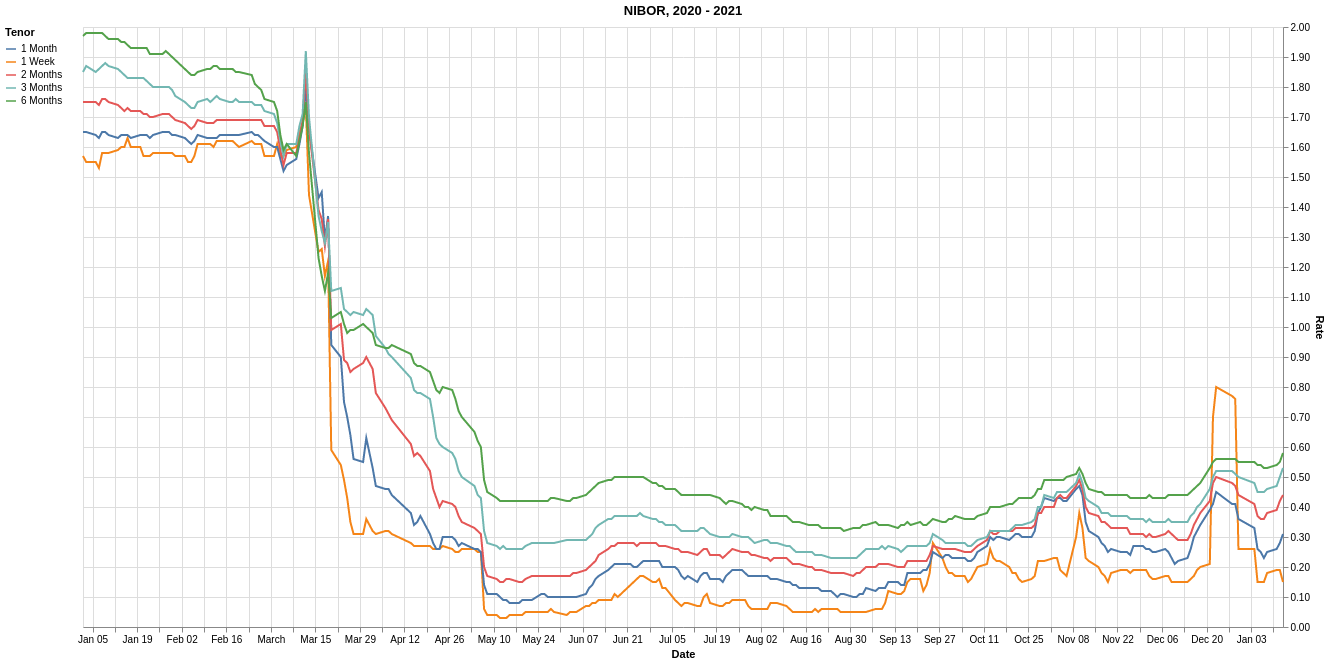 NIBOR, 2020 - 2021
Tenor
1 Month
1 Week
2 Months
3 Months
6 Months
2.00
1.90
1.80
1.70
1.60
1.50
1.40
1.30
1.20
1.10
1.00
0.90
0.80
0.70
0.60
0.50
0.40
0.30
0.20
0.10
0.00
Rate
Jan 05 Jan 19 Feb 02 Feb 16 March Mar 15 Mar 29 Apr 12 Apr 26 May 10 May 24 Jun 07 Jun 21 Jul 05 Jul 19 Aug 02 Aug 16 Aug 30 Sep 13 Sep 27 Oct 11 Oct 25 Nov 08 Nov 22 Dec 06 Dec 20 Jan 03
Date